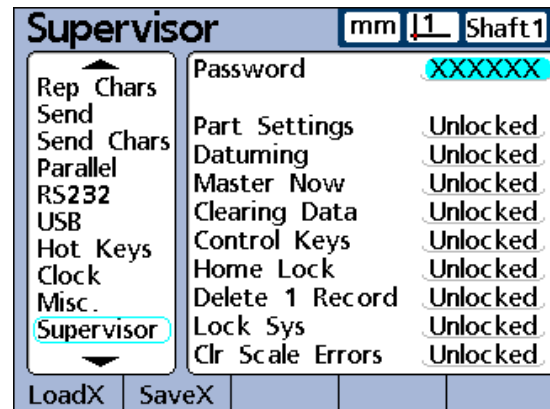 Supervisor mm 1 Shaft1
Rep Chars
Send
Send Chars
Parallel
RS232
USB
Hot Keys
Clock
Misc.
Supervisor
Password XXXXXX
Part Settings Unlocked
Datuming Unlocked
Master Now Unlocked
Clearing Data Unlocked
Control Keys Unlocked
Home Lock Unlocked
Delete 1 Record Unlocked
Lock Sys Unlocked
Clr Scale Errors Unlocked
LoadX SaveX